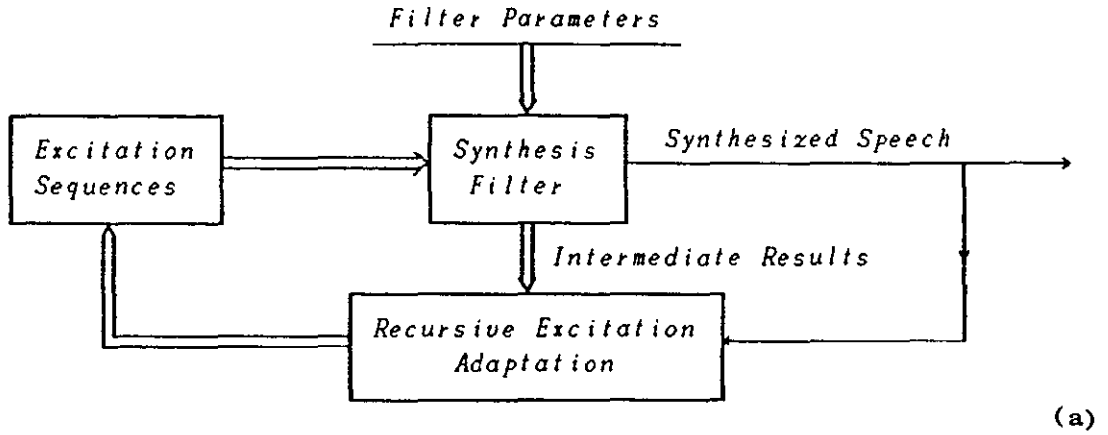 Filter Parameters
Excitation
Sequences
Synthesis
Filter
Synthesized Speech
Intermediate Results
Recursive Excitation
Adaptation
(a)